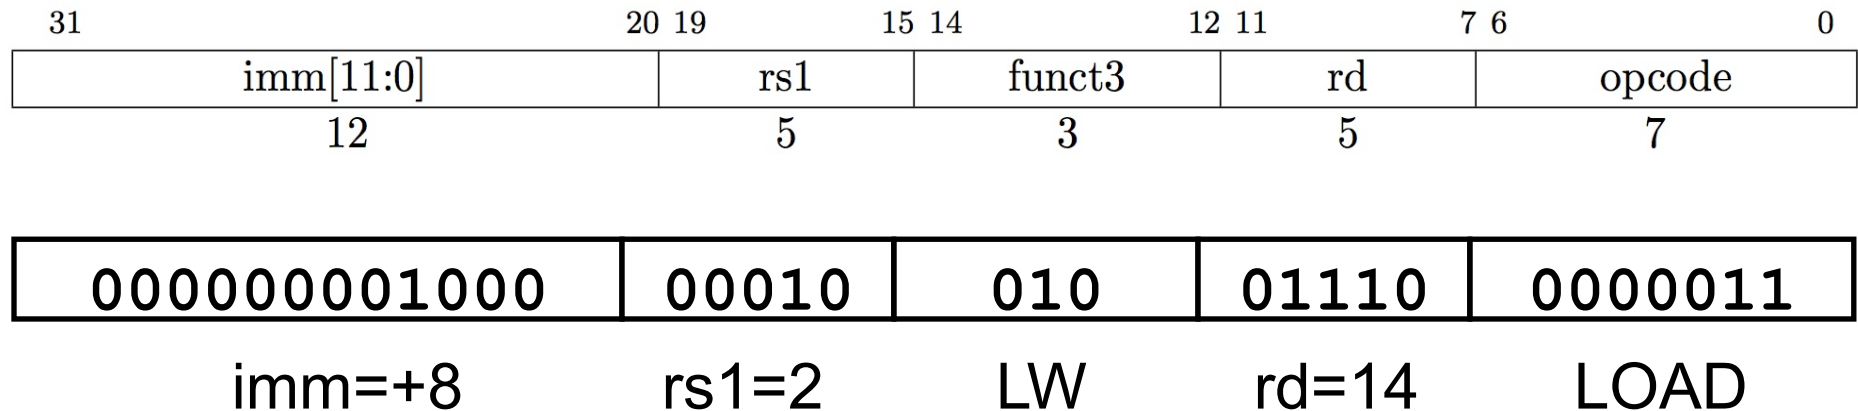 31 20 19 15 14 12 11 7 6 0
imm[11:0] rs1 funct3 rd opcode
12 5 3 5 7
000000001000 00010 010 01110 0000011
imm=+8 rs1=2 LW rd=14 LOAD